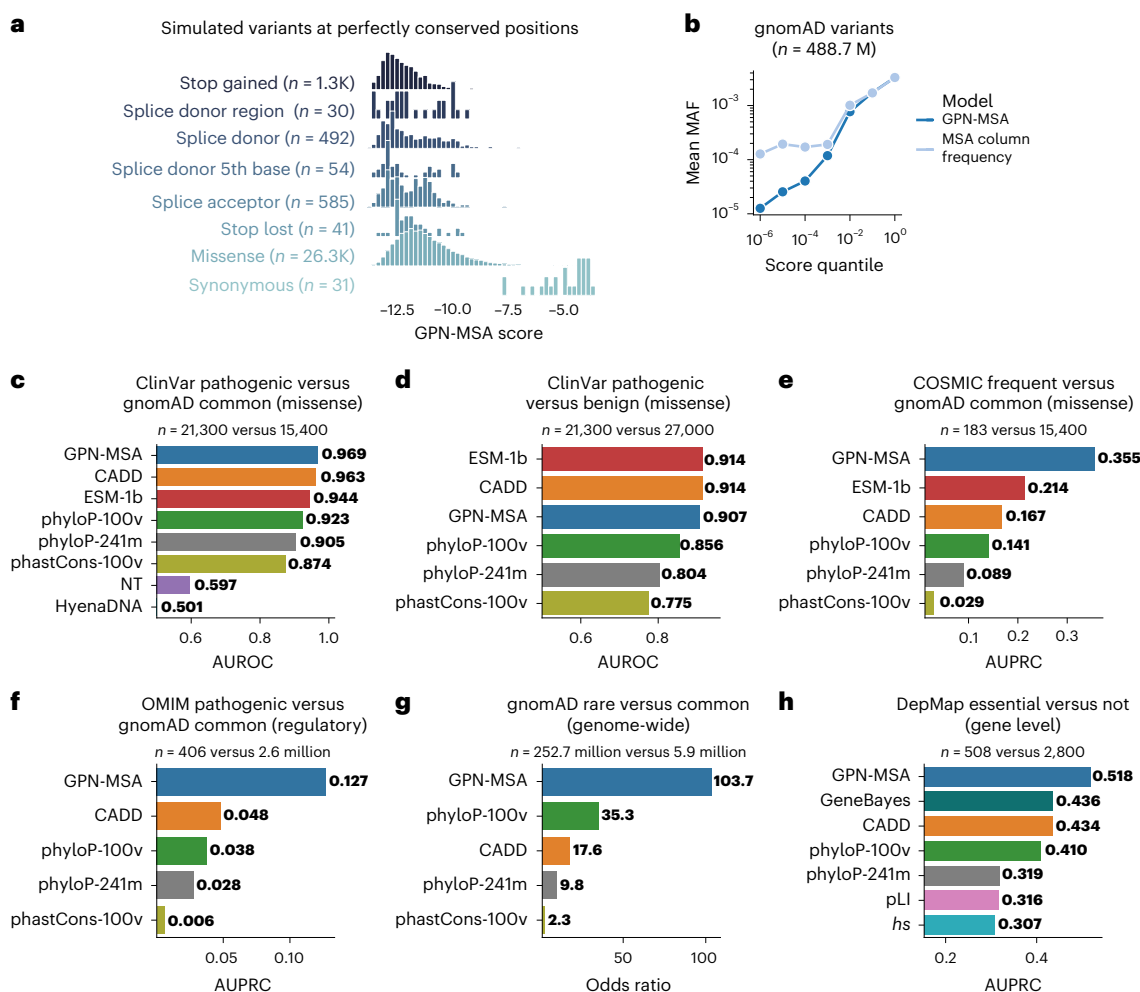 a
Simulated variants at perfectly conserved positions
Stop gained (n = 1.3K)
Splice donor region (n = 30)
Splice donor (n = 492)
Splice donor 5th base (n = 54)
Splice acceptor (n = 585)
Stop lost (n = 41)
Missense (n = 26.3K)
Synonymous (n = 31)
−12.5 −10.0 −7.5 −5.0
GPN-MSA score
b
gnomAD variants
(n = 488.7 M)
Mean MAF
10⁻³
10⁻⁴
10⁻⁵
10⁻⁶ 10⁻⁴ 10⁻² 10⁰
Score quantile
Model
GPN-MSA
MSA column
frequency
c
ClinVar pathogenic versus
gnomAD common (missense)
n = 21,300 versus 15,400
GPN-MSA 0.969
CADD 0.963
ESM-1b 0.944
phyloP-100v 0.923
phyloP-241m 0.905
phastCons-100v 0.874
NT 0.597
HyenaDNA 0.501
0.6 0.8 1.0
AUROC
d
ClinVar pathogenic
versus benign (missense)
n = 21,300 versus 27,000
ESM-1b 0.914
CADD 0.914
GPN-MSA 0.907
phyloP-100v 0.856
phyloP-241m 0.804
phastCons-100v 0.775
0.6 0.8
AUROC
e
COSMIC frequent versus
gnomAD common (missense)
n = 183 versus 15,400
GPN-MSA 0.355
ESM-1b 0.214
CADD 0.167
phyloP-100v 0.141
phyloP-241m 0.089
phastCons-100v 0.029
0.1 0.2 0.3
AUPRC
f
OMIM pathogenic versus
gnomAD common (regulatory)
n = 406 versus 2.6 million
GPN-MSA 0.127
CADD 0.048
phyloP-100v 0.038
phyloP-241m 0.028
phastCons-100v 0.006
0.05 0.10
AUPRC
g
gnomAD rare versus common
(genome-wide)
n = 252.7 million versus 5.9 million
GPN-MSA 103.7
phyloP-100v 35.3
CADD 17.6
phyloP-241m 9.8
phastCons-100v 2.3
50 100
Odds ratio
h
DepMap essential versus not
(gene level)
n = 508 versus 2,800
GPN-MSA 0.518
GeneBayes 0.436
CADD 0.434
phyloP-100v 0.410
phyloP-241m 0.319
pLI 0.316
hs 0.307
0.2 0.4
AUPRC